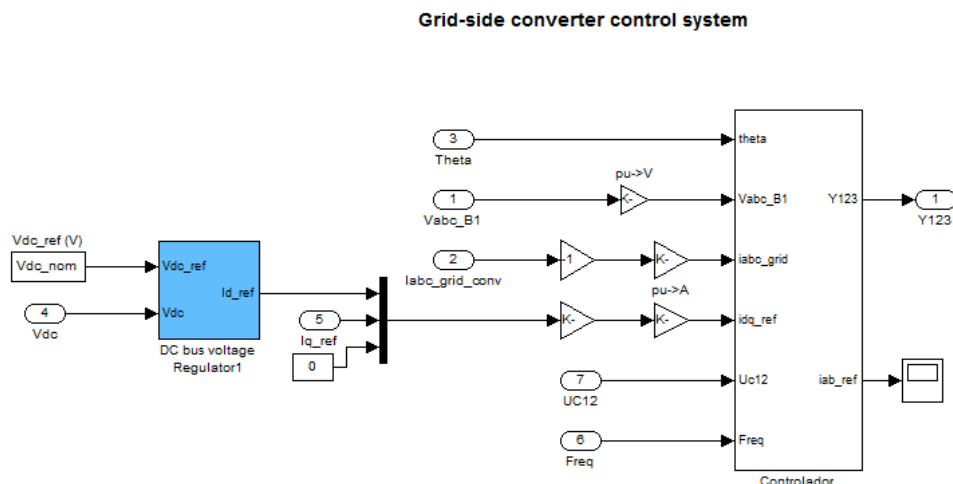 Grid-side converter control system
3
Theta
theta
pu->V
1
Vabc_B1
K-
Vabc_B1
Y123
1
Y123
Vdc_ref (V)
Vdc_nom
Vdc_ref
Id_ref
4
Vdc
Vdc
DC bus voltage
Regulator1
2
Iabc_grid_conv
-1
K-
iabc_grid
pu->A
5
Iq_ref
0
K-
K-
idq_ref
7
UC12
Uc12
iab_ref
6
Freq
Freq
Controlador